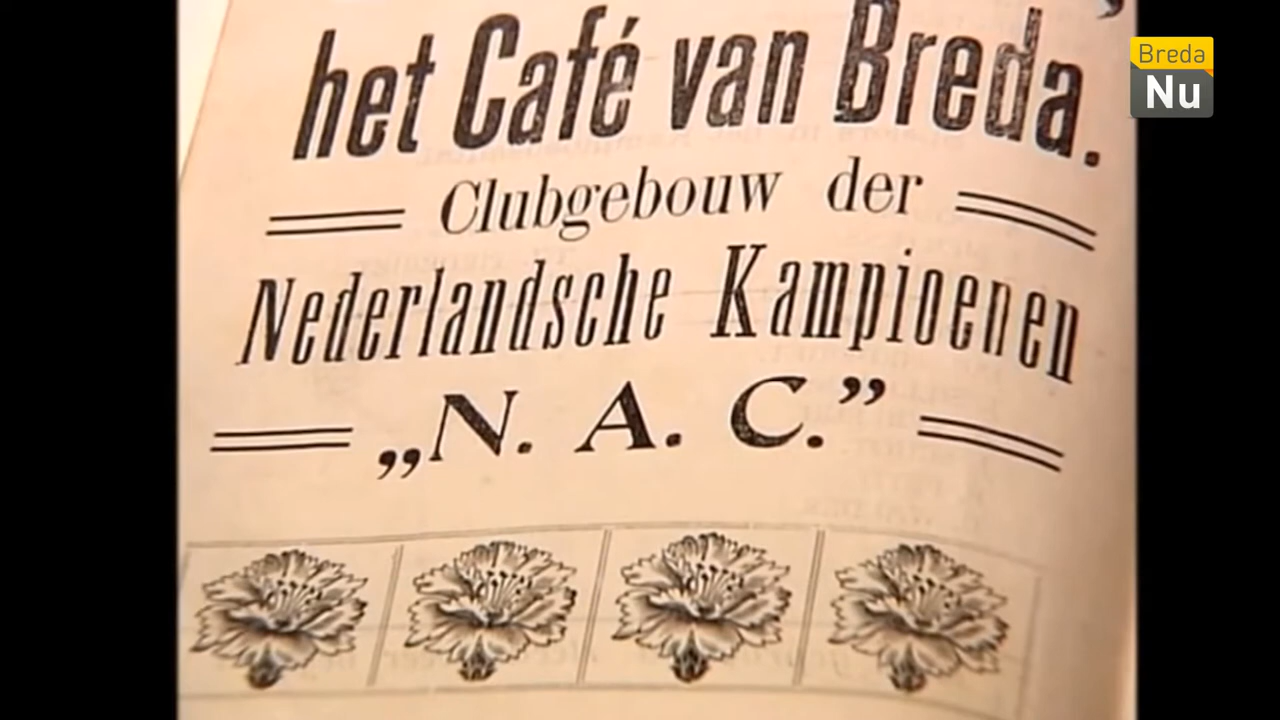 het Café van Breda.
Clubgebouw der
Nederlandsche Kampioenen
„N. A. C.”
Breda
Nu